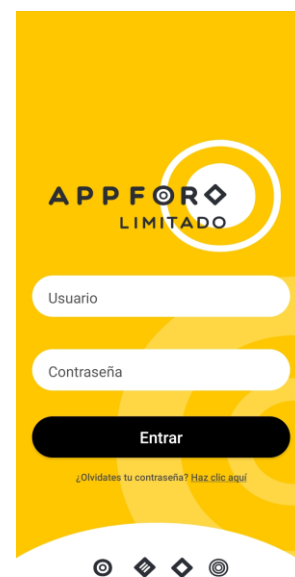 APPFORO
LIMITADO
Usuario
Contraseña
Entrar
¿Olvidates tu contraseña? Haz clic aquí